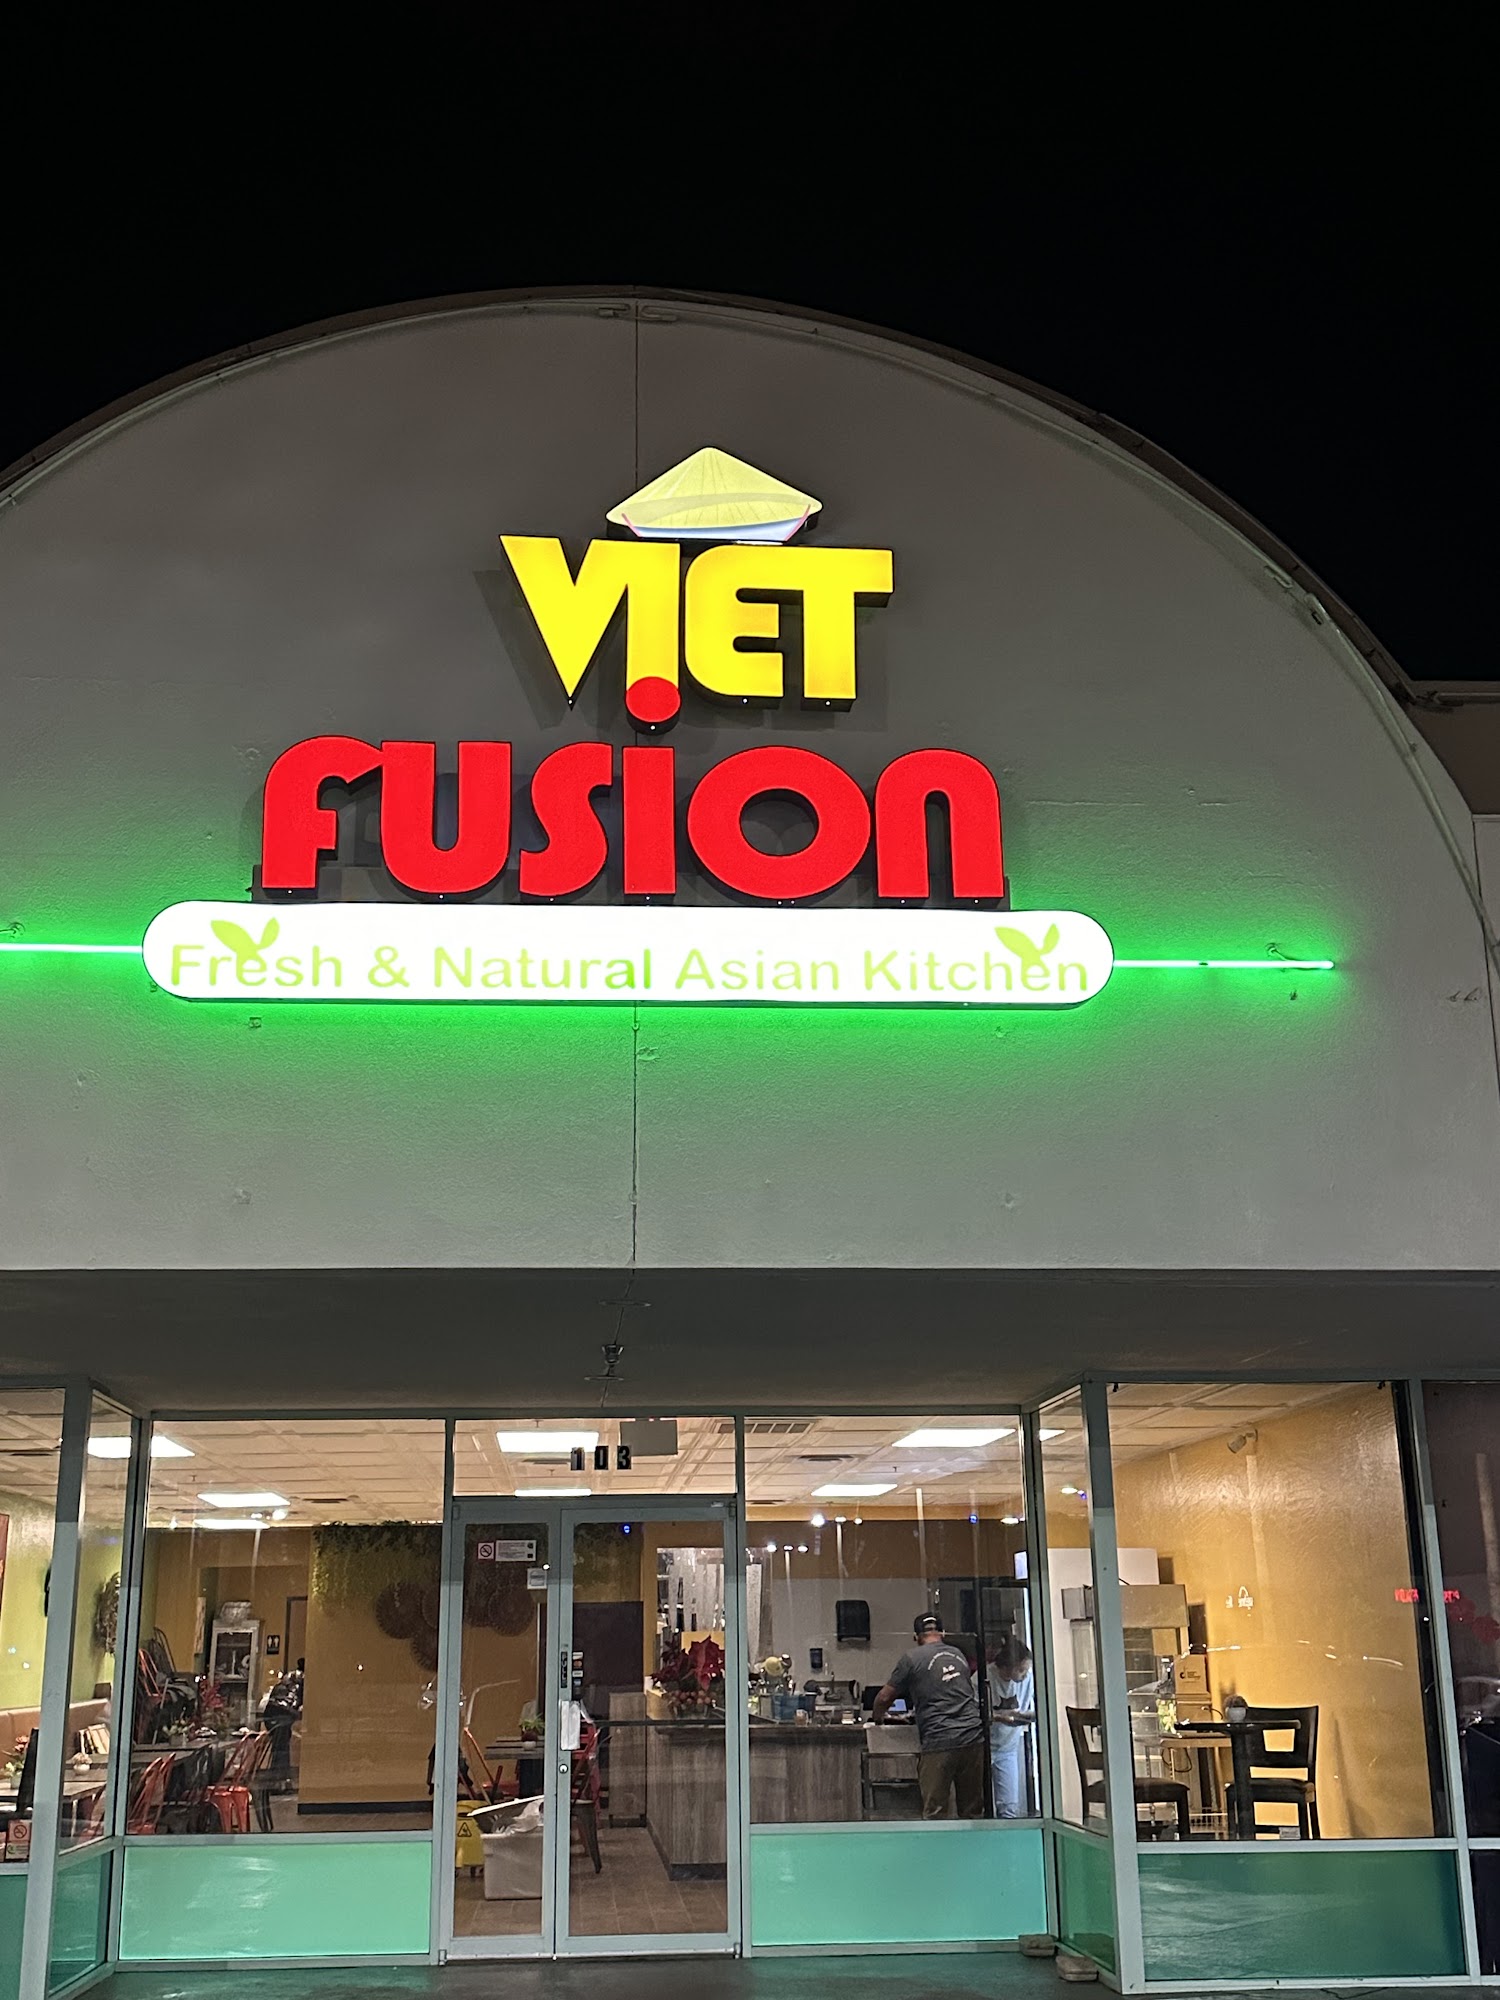 VIET
FUSION
Fresh & Natural Asian Kitchen
103